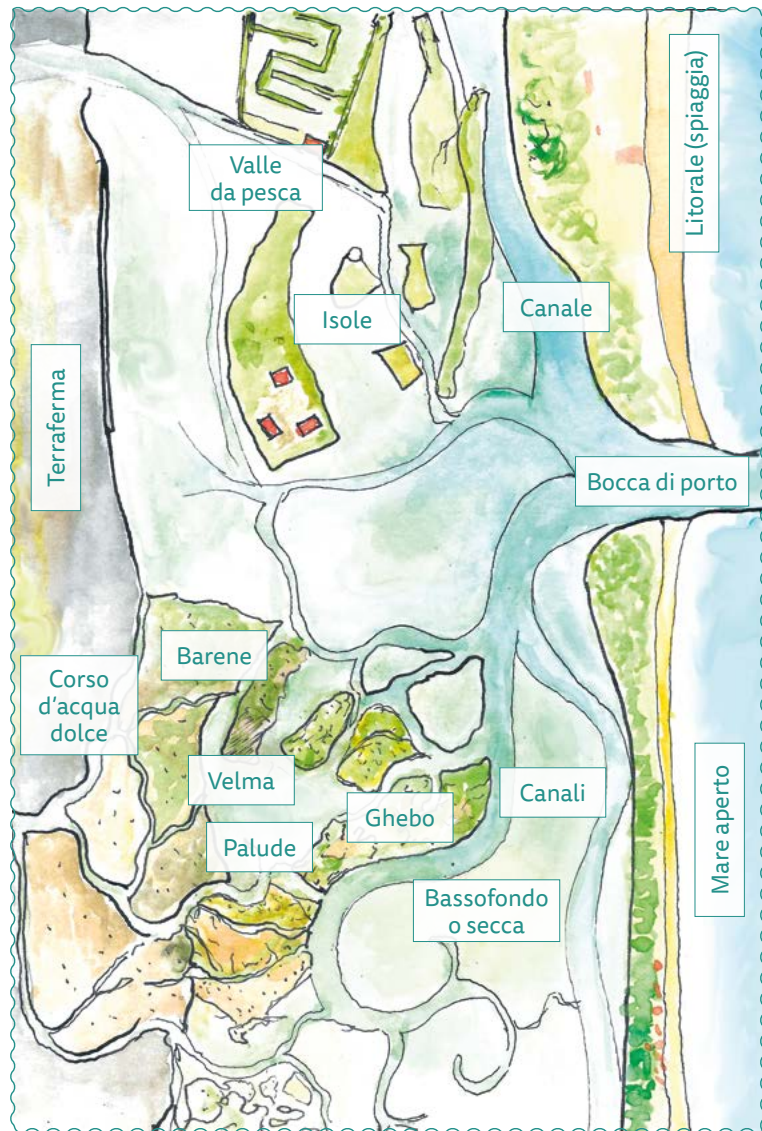 Litorale (spiaggia)
Valle
da pesca
Isole
Canale
Terraferma
Bocca di porto
Barene
Corso
d'acqua
dolce
Velma
Canali
Ghebo
Palude
Mare aperto
Bassofondo
o secca